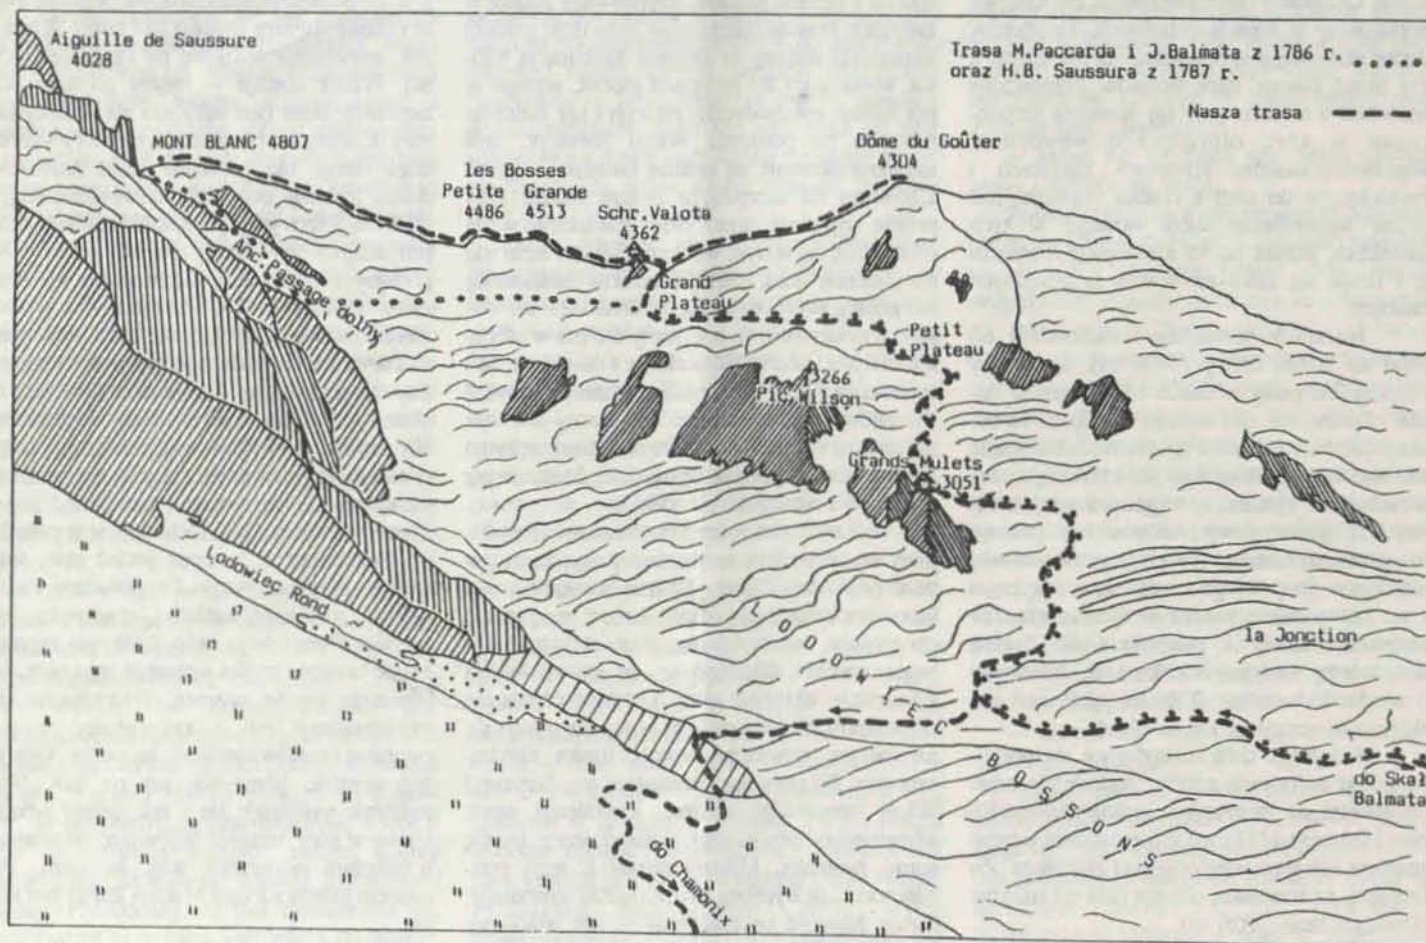 Aiguille de Saussure
4028
Trasa M.Paccarda i J.Balmata z 1786 r.
oraz H.B. Saussura z 1787 r.
Nasza trasa
MONT BLANC 4807
Dôme du Goûter
4304
les Bosses
Petite Grande
4486 4513
Schr.Valota
4362
Anc.Passage dolny
Grand
Plateau
Petit
Plateau
3266
Pic.Wilson
Grands Mulets
3051
Lodowiec Rond
la Jonction
LODOWIEC
BOSSONS
do Skał
Balmata
do Chamonix